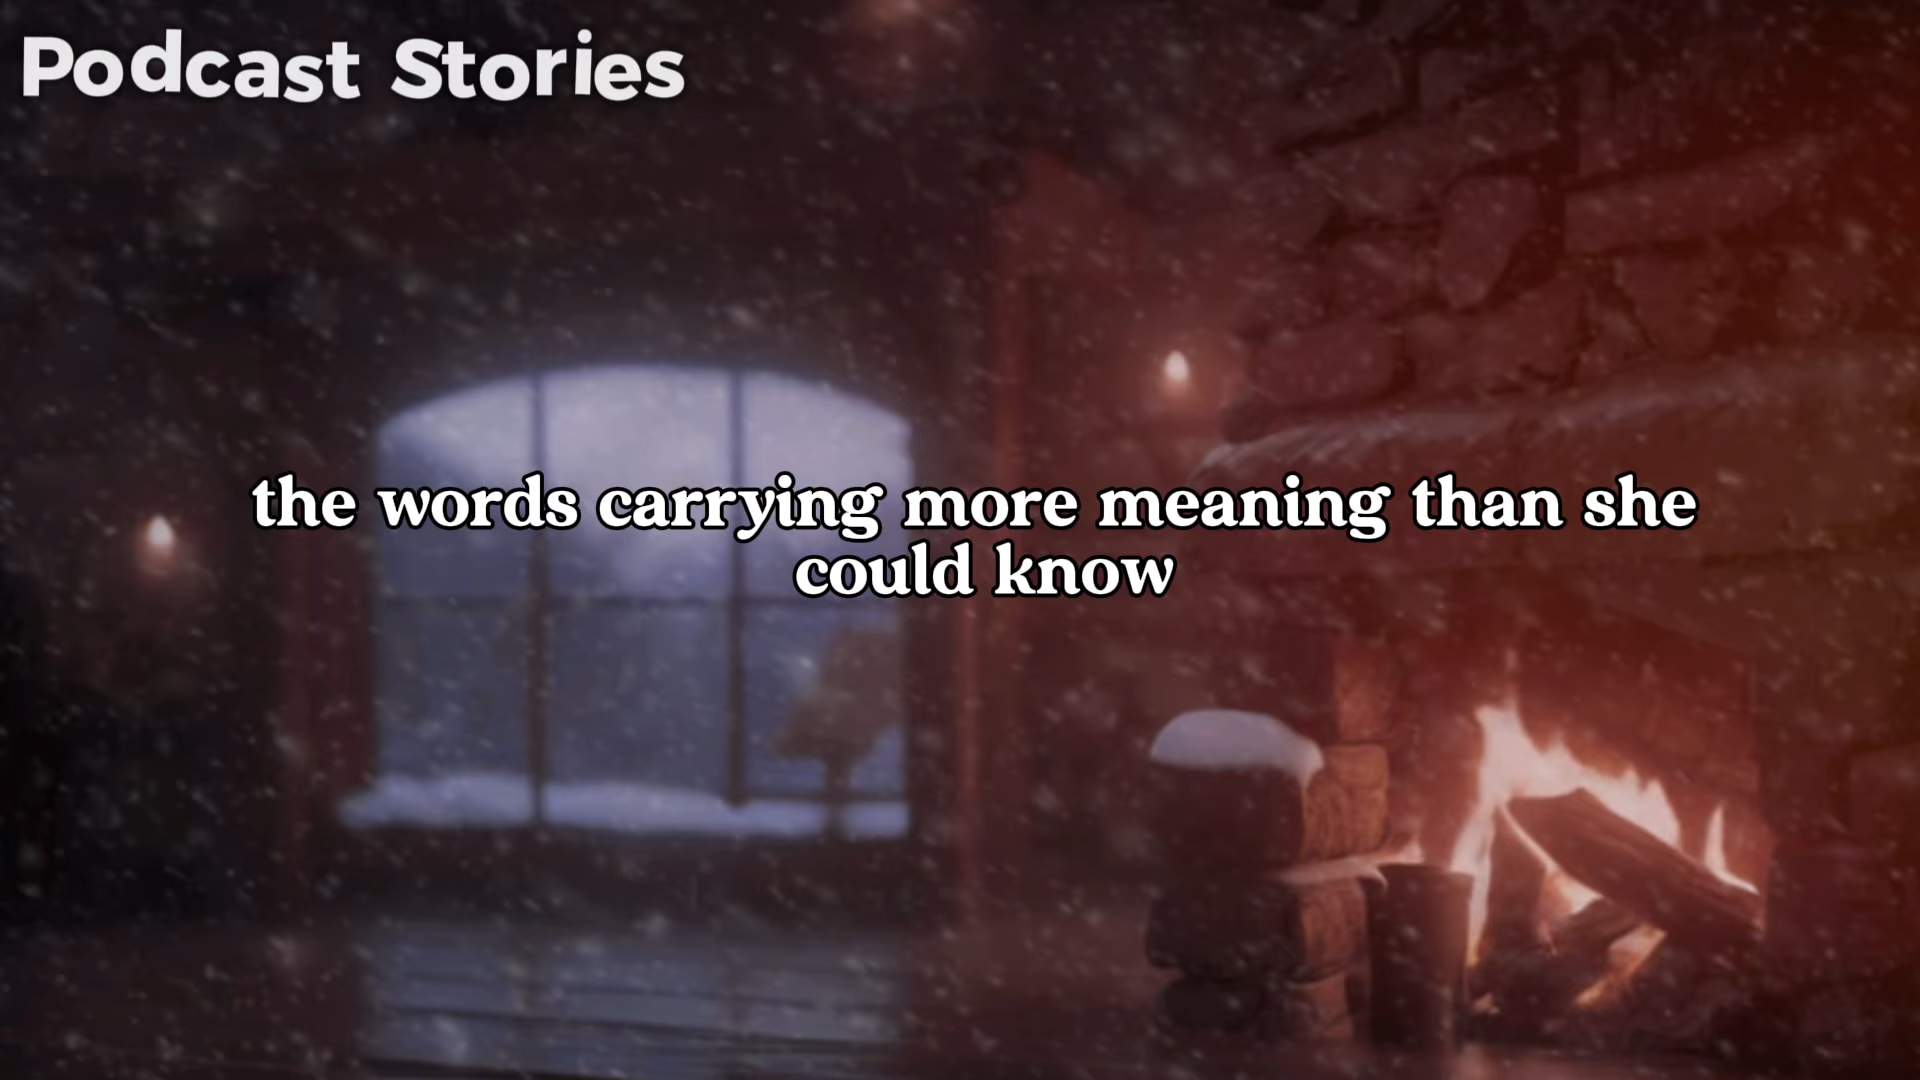 Podcast Stories
the words carrying more meaning than she
could know